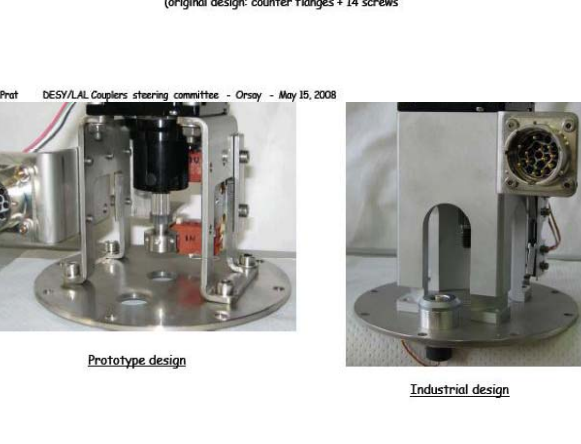 (original design: counter flanges + 14 screws
Prat DESY/LAL Couplers steering committee - Orsay - May 15, 2008
Prototype design
Industrial design